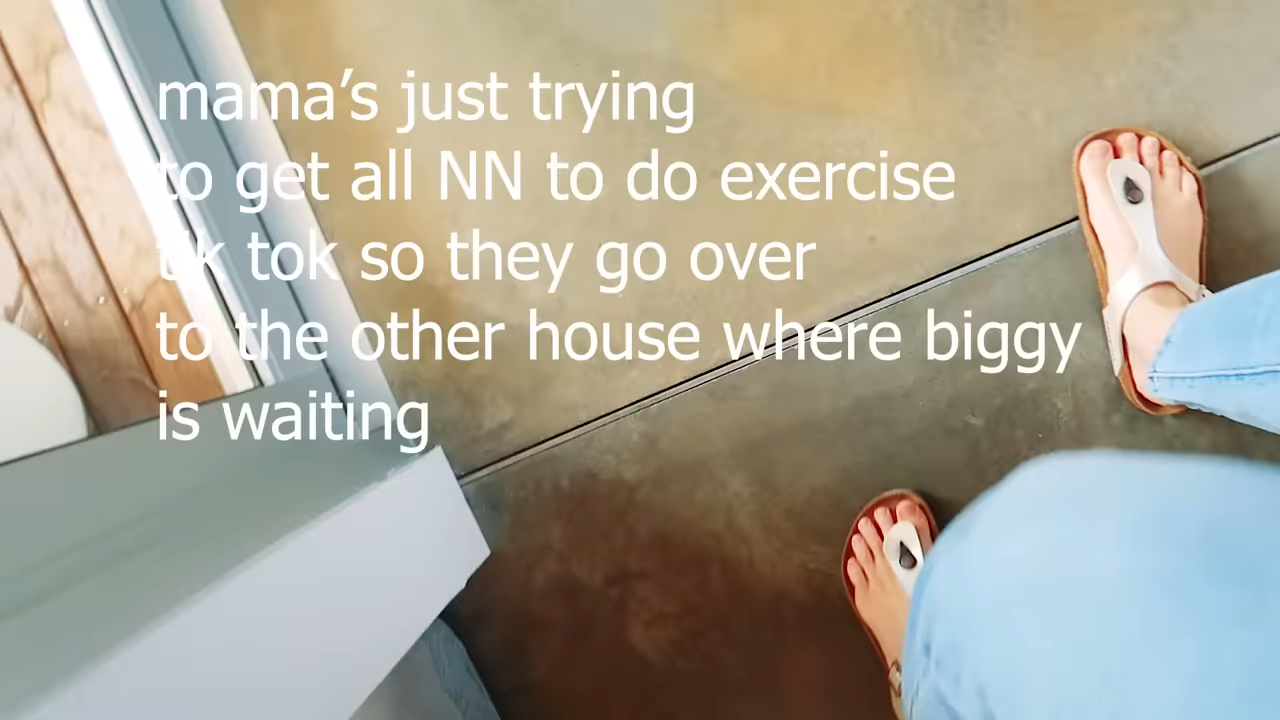 mama’s just trying
to get all NN to do exercise
tik tok so they go over
to the other house where biggy
is waiting